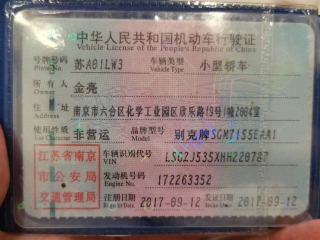 中华人民共和国机动车行驶证
Vehicle License of the People's Republic of China
号牌号码 苏A81LW3 车辆类型 小型轿车
Plate No. Vehicle Type
所有人 金亮
Owner
住址 南京市六合区化学工业园区欣乐路19号1幢2004室
使用性质 非营运 品牌型号 别克牌SGM7155EAA1
Use Character Model
江苏省南京
市公安局
交通管理局
车辆识别代号 LSGZJ535XHH220787
VIN
发动机号码 172263352
Engine No.
注册日期 2017-09-12 发证日期 2017-09-12
Register Date Issue Date